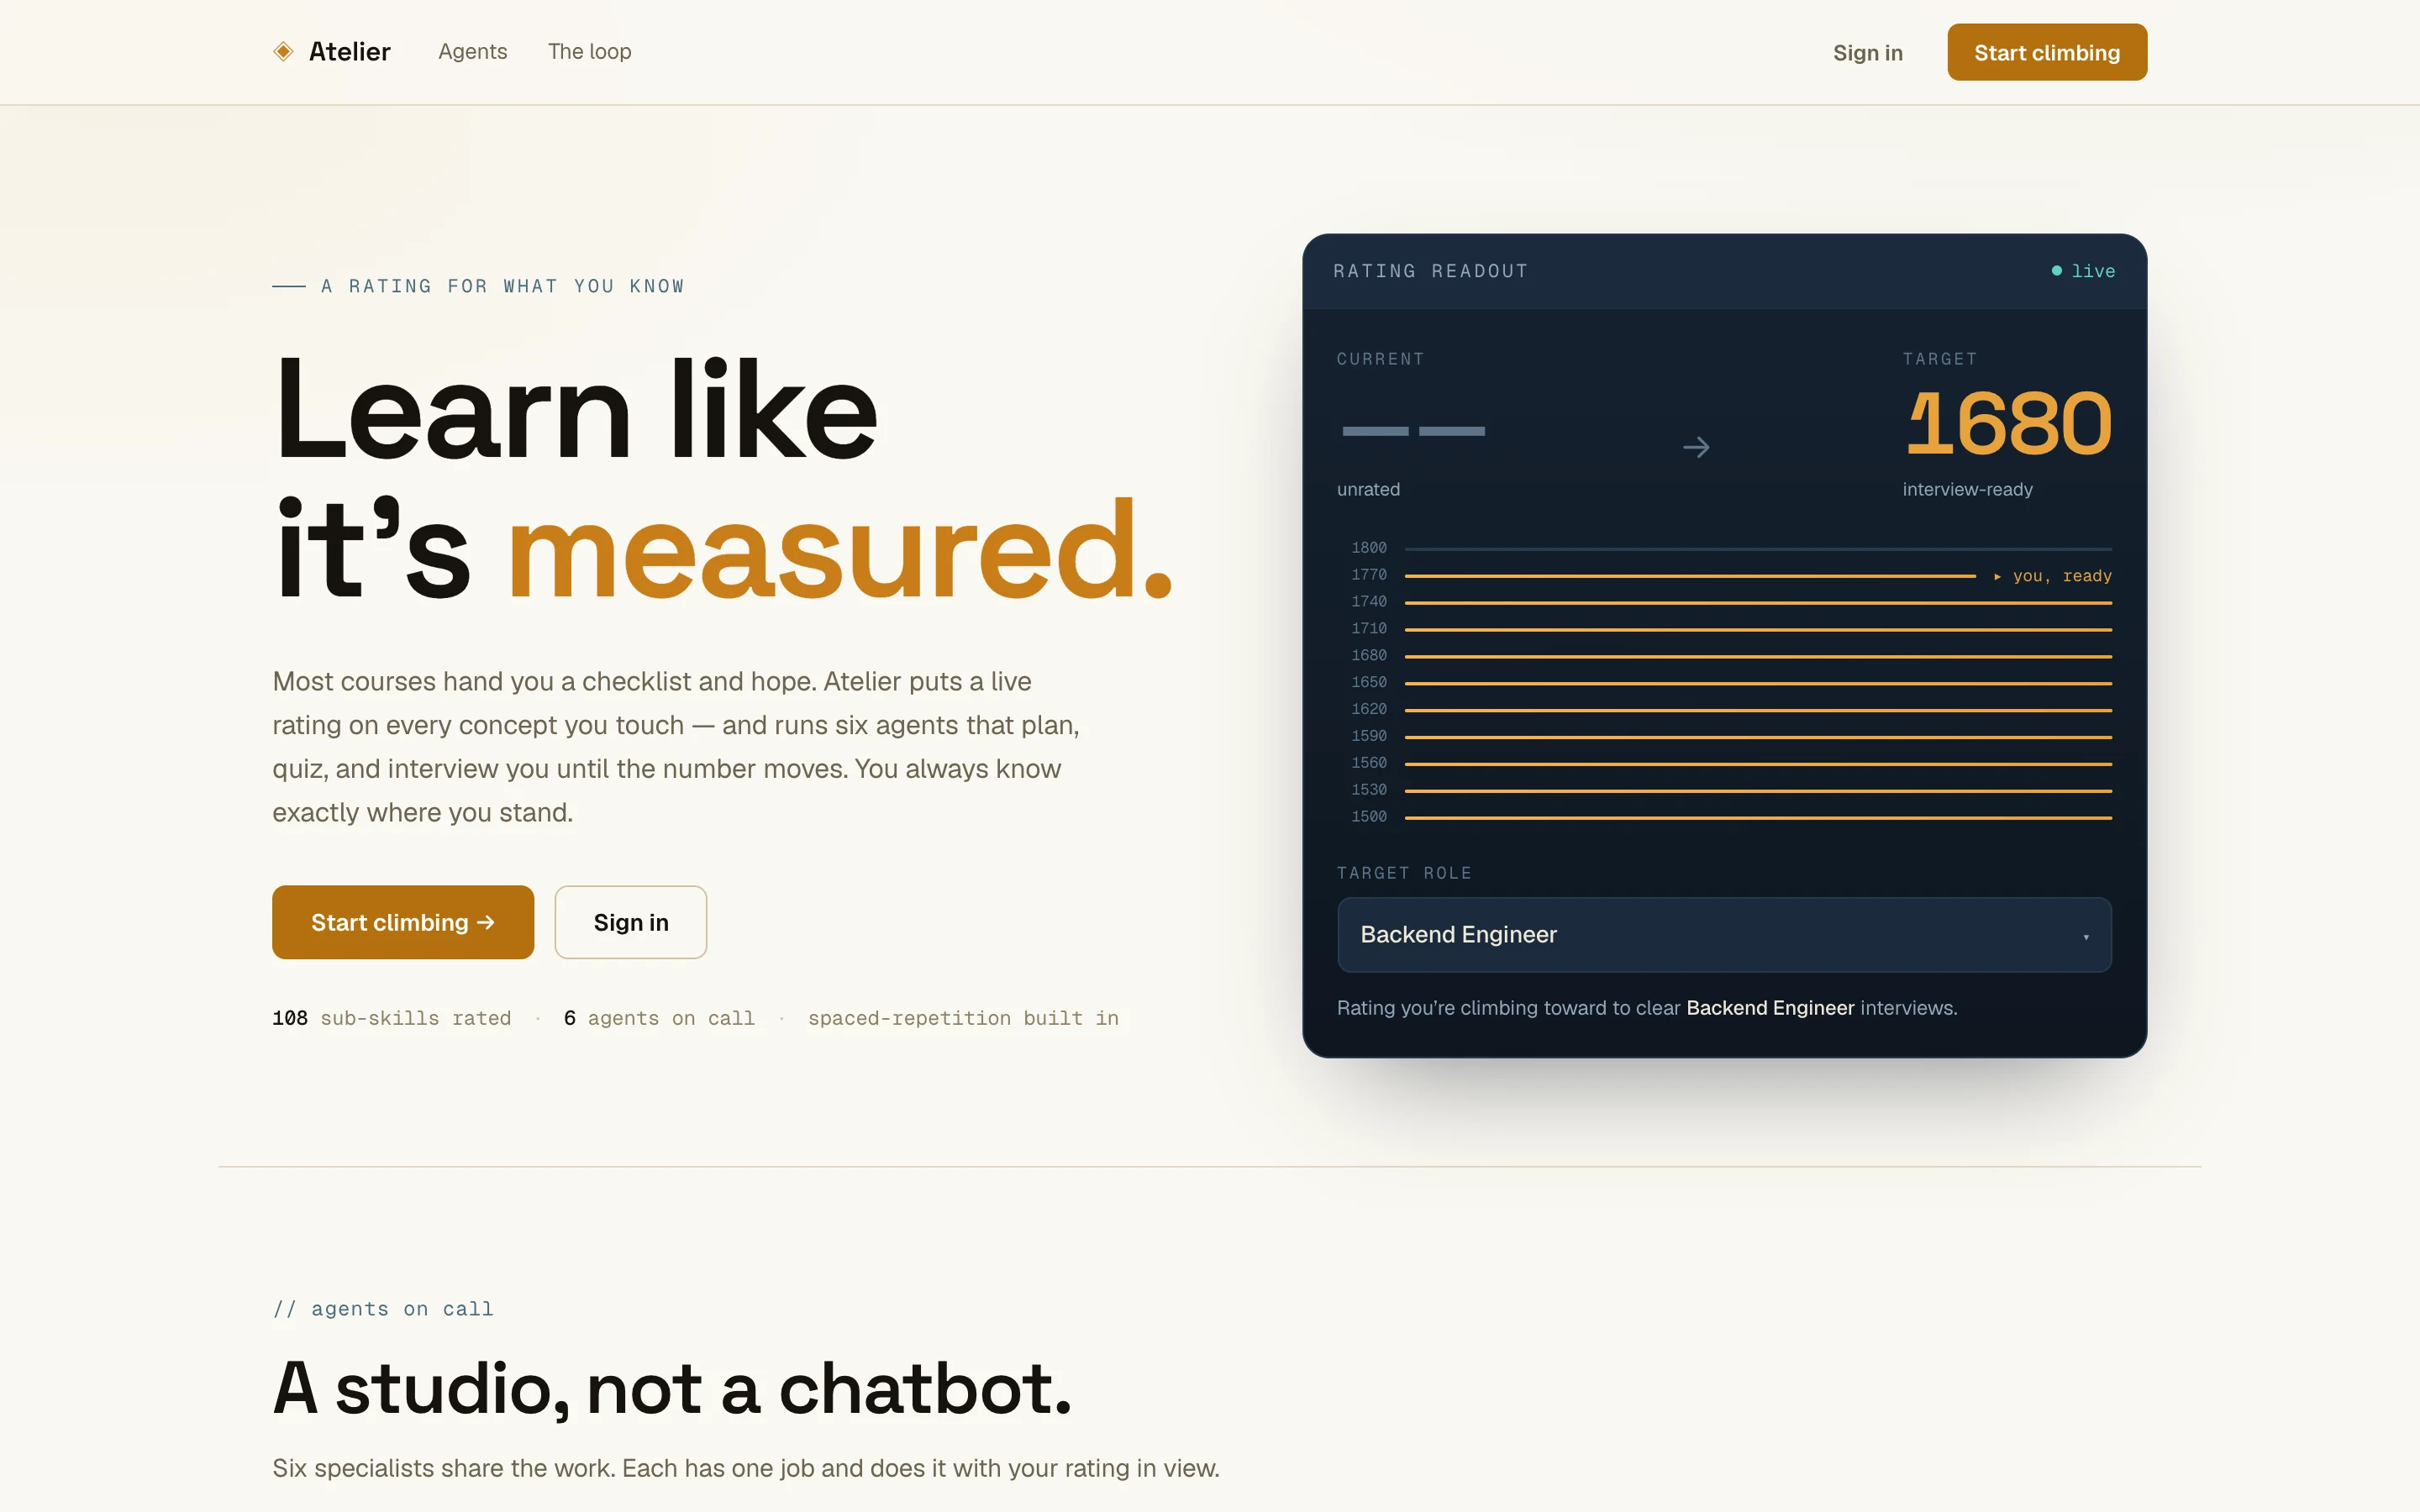 Atelier
Agents
The loop
Sign in
Start climbing
A RATING FOR WHAT YOU KNOW
Learn like
it’s measured.
Most courses hand you a checklist and hope. Atelier puts a live
rating on every concept you touch — and runs six agents that plan,
quiz, and interview you until the number moves. You always know
exactly where you stand.
Start climbing →
Sign in
108 sub-skills rated · 6 agents on call · spaced-repetition built in
RATING READOUT
live
CURRENT
——
unrated
→
TARGET
1680
interview-ready
1800
1770 ▸ you, ready
1740
1710
1680
1650
1620
1590
1560
1530
1500
TARGET ROLE
Backend Engineer
Rating you’re climbing toward to clear Backend Engineer interviews.
// agents on call
A studio, not a chatbot.
Six specialists share the work. Each has one job and does it with your rating in view.